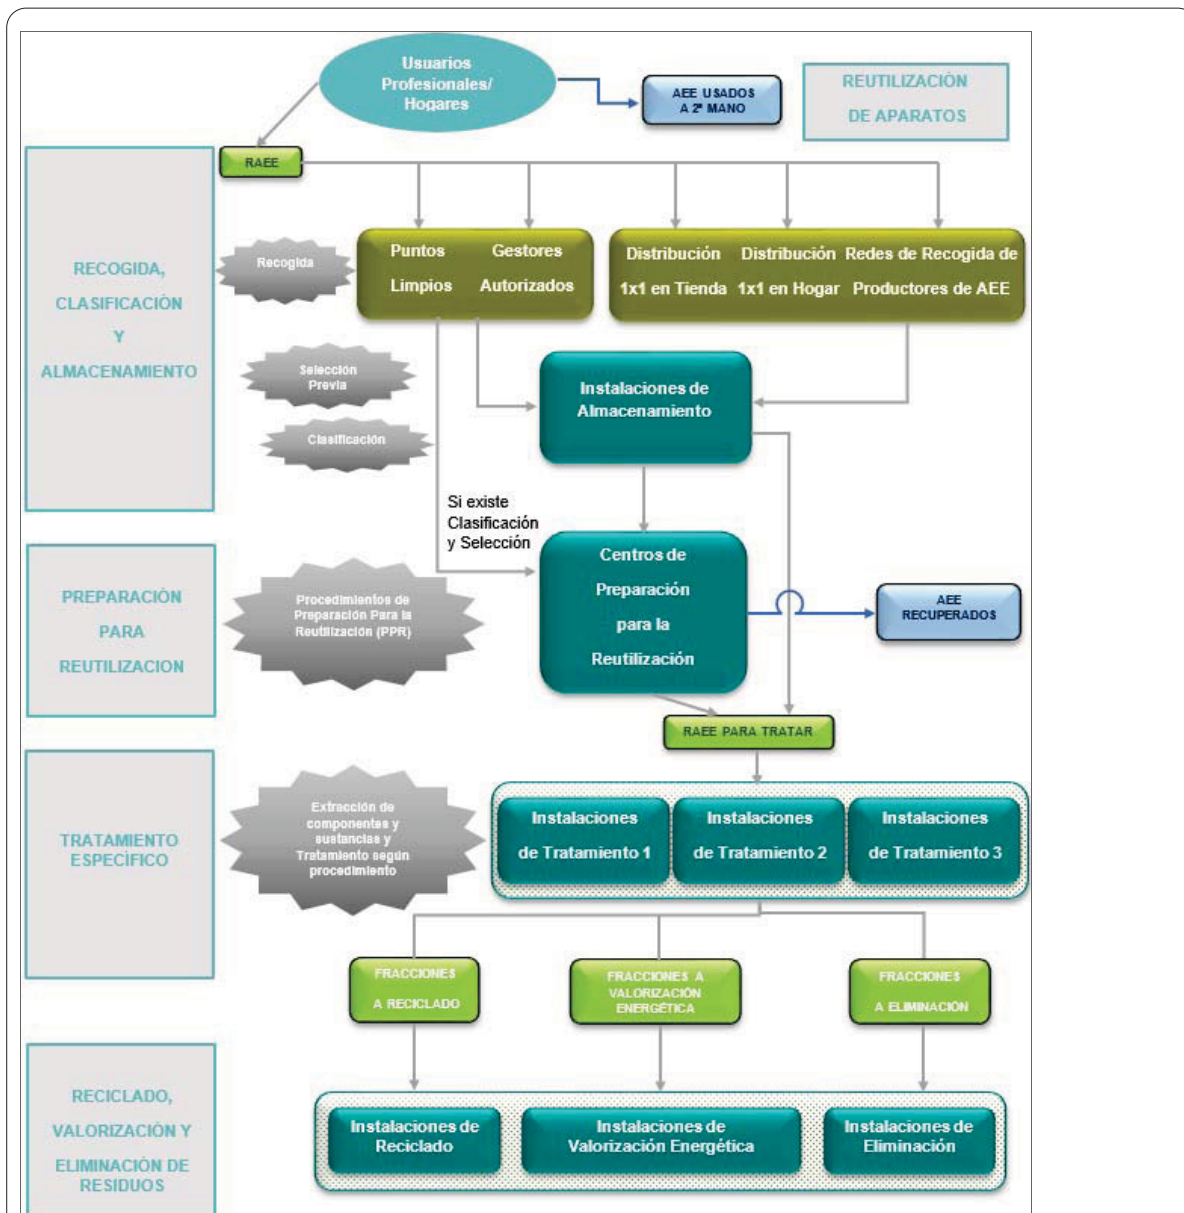 Usuarios
Profesionales/
Hogares
AEE USADOS
A 2ª MANO
REUTILIZACIÓN
DE APARATOS
RAEE
RECOGIDA,
CLASIFICACIÓN
Y
ALMACENAMIENTO
Recogida
Puntos
Limpios
Gestores
Autorizados
Distribución
1x1 en Tienda
Distribución
1x1 en Hogar
Redes de Recogida de
Productores de AEE
Selección
Previa
Clasificación
Instalaciones de
Almacenamiento
Si existe
Clasificación
y Selección
PREPARACIÓN
PARA
REUTILIZACION
Procedimientos de
Preparación Para la
Reutilización (PPR)
Centros de
Preparación
para la
Reutilización
AEE
RECUPERADOS
RAEE PARA TRATAR
TRATAMIENTO
ESPECÍFICO
Extracción de
componentes y
sustancias y
Tratamiento según
procedimiento
Instalaciones
de Tratamiento 1
Instalaciones
de Tratamiento 2
Instalaciones
de Tratamiento 3
FRACCIONES
A RECICLADO
FRACCIONES A
VALORIZACIÓN
ENERGÉTICA
FRACCIONES
A ELIMINACIÓN
RECICLADO,
VALORIZACIÓN Y
ELIMINACIÓN DE
RESIDUOS
Instalaciones de
Reciclado
Instalaciones de
Valorización Energética
Instalaciones de
Eliminación